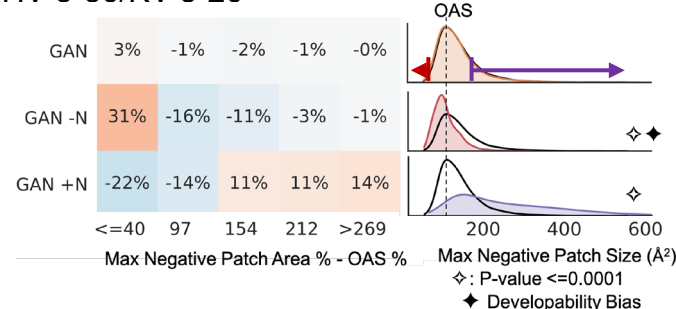 OAS
GAN 3% -1% -2% -1% -0%
GAN -N 31% -16% -11% -3% -1%
GAN +N -22% -14% 11% 11% 14%
<=40 97 154 212 >269
200 400 600
Max Negative Patch Area % - OAS %
Max Negative Patch Size (Å²)
✧: P-value <=0.0001
✦ Developability Bias